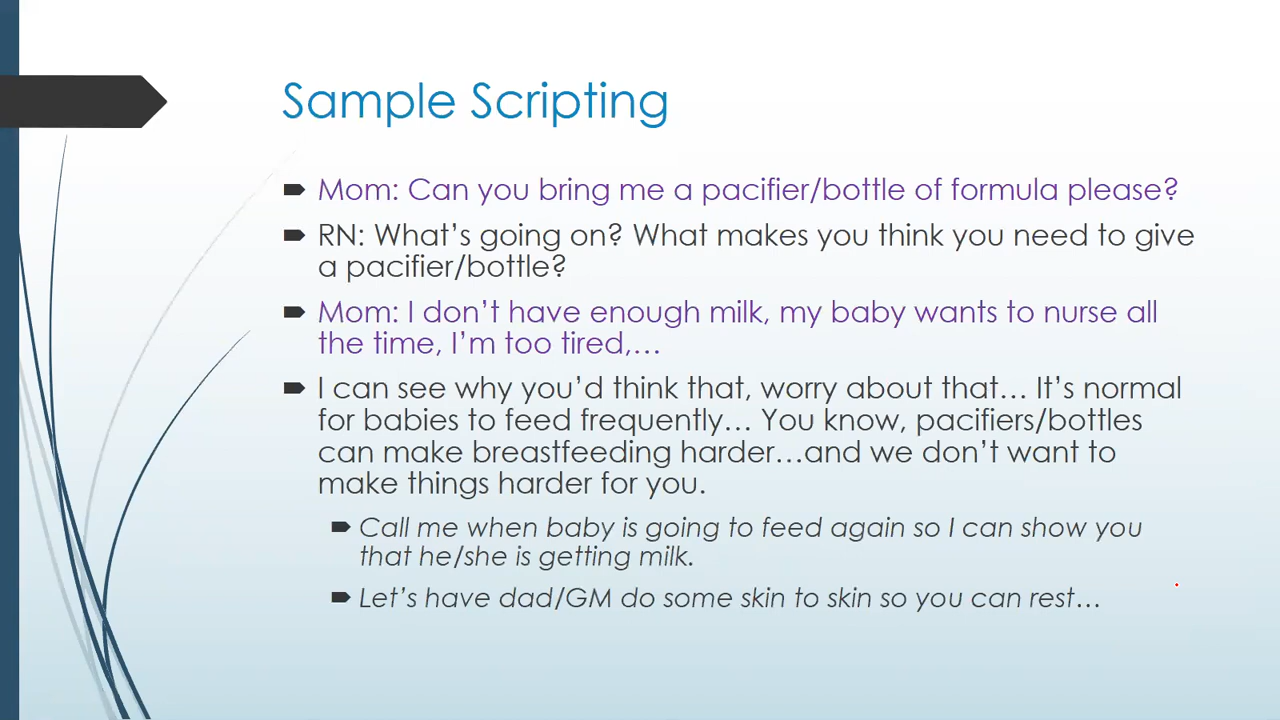 Sample Scripting
Mom: Can you bring me a pacifier/bottle of formula please?
RN: What's going on? What makes you think you need to give
a pacifier/bottle?
Mom: I don't have enough milk, my baby wants to nurse all
the time, I'm too tired,…
I can see why you'd think that, worry about that… It's normal
for babies to feed frequently… You know, pacifiers/bottles
can make breastfeeding harder…and we don't want to
make things harder for you.
Call me when baby is going to feed again so I can show you
that he/she is getting milk.
Let's have dad/GM do some skin to skin so you can rest…